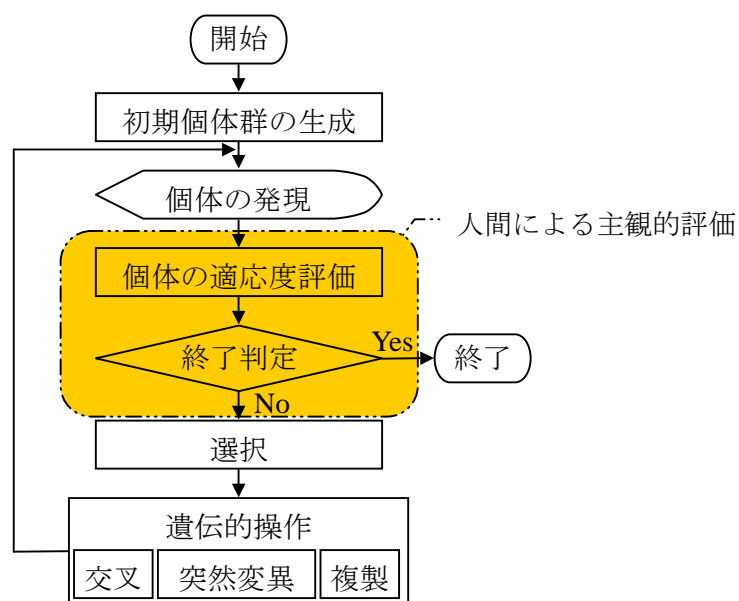 開始
初期個体群の生成
個体の発現
人間による主観的評価
個体の適応度評価
終了判定
Yes
終了
No
選択
遺伝的操作
交叉
突然変異
複製